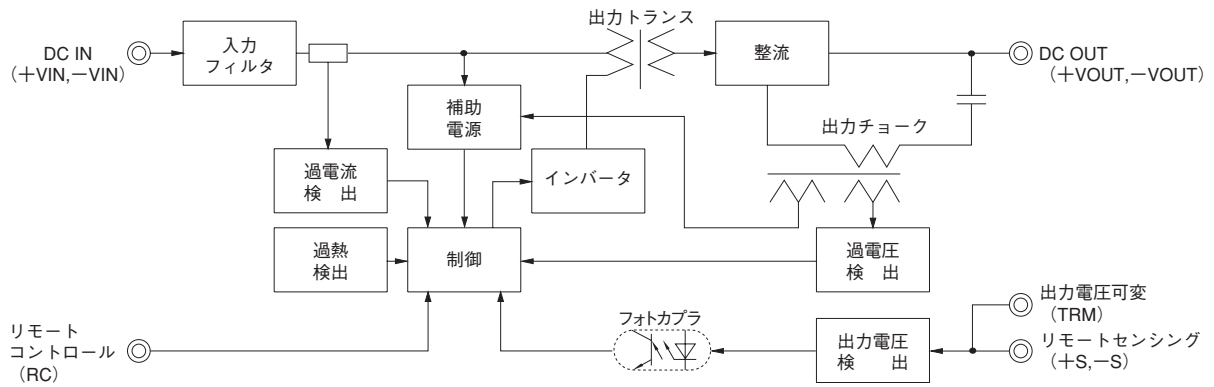 出力トランス
DC IN
(＋VIN,－VIN)
入力
フィルタ
整流
DC OUT
(＋VOUT,－VOUT)
補助
電源
出力チョーク
過電流
検　出
インバータ
過熱
検出
制御
過電圧
検　出
出力電圧可変
(TRM)
フォトカプラ
リモート
コントロール
(RC)
出力電圧
検　出
リモートセンシング
(＋S,－S)